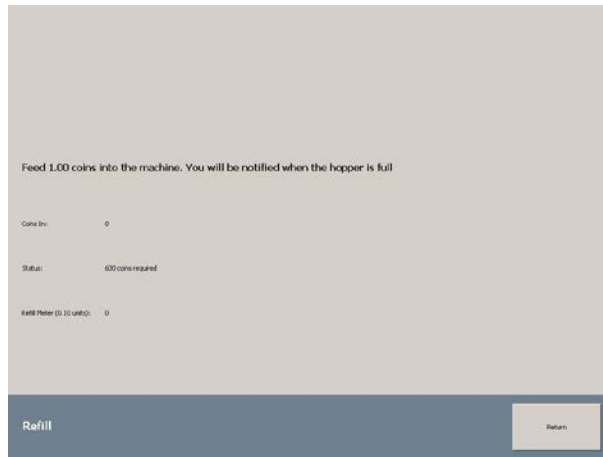 Feed 1.00 coins into the machine. You will be notified when the hopper is full
Coins In: 0
Status: 600 coins required
Refill Meter (0.10 units): 0
Refill
Return